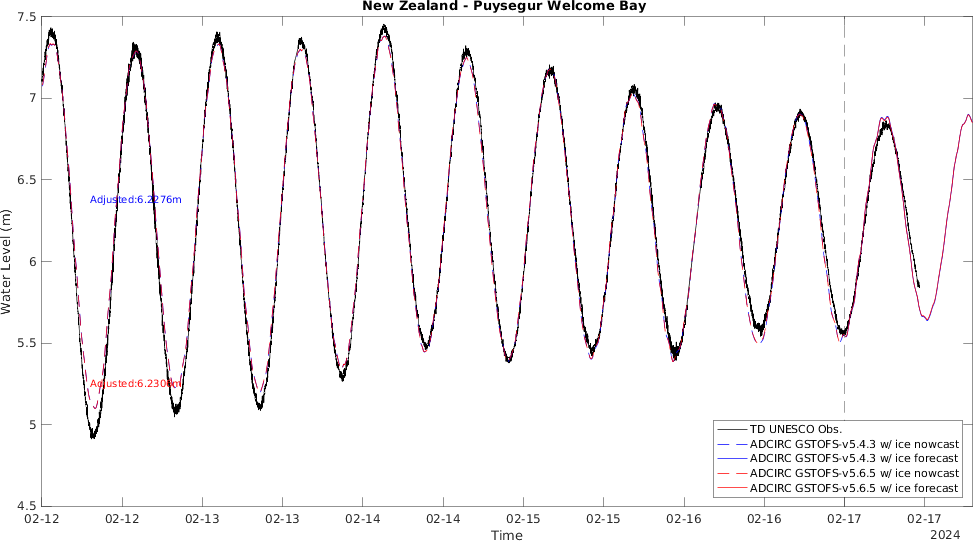 New Zealand - Puysegur Welcome Bay
7.5
7
6.5
6
5.5
5
4.5
Water Level (m)
Adjusted:6.2276m
TD UNESCO Obs.
ADCIRC GSTOFS-v5.4.3 w/ ice nowcast
ADCIRC GSTOFS-v5.4.3 w/ ice forecast
ADCIRC GSTOFS-v5.6.5 w/ ice nowcast
ADCIRC GSTOFS-v5.6.5 w/ ice forecast
02-12 02-12 02-13 02-13 02-14 02-14 02-15 02-15 02-16 02-16 02-17 02-17
2024
Time